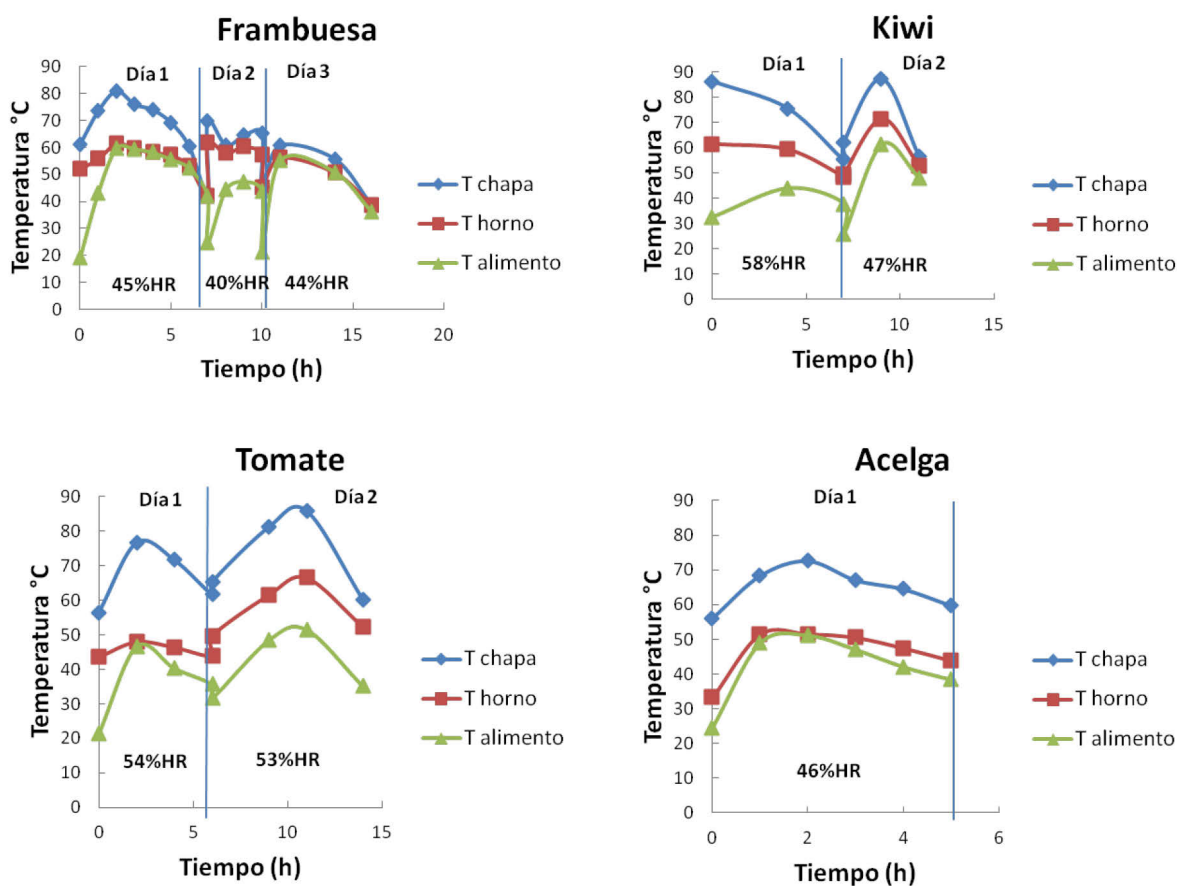 Frambuesa
Temperatura °C
90
80
70
60
50
40
30
20
10
0
Día 1
Día 2
Día 3
45%HR
40%HR
44%HR
0
5
10
15
20
Tiempo (h)
T chapa
T horno
T alimento
Kiwi
Temperatura °C
90
80
70
60
50
40
30
20
10
0
Día 1
Día 2
58%HR
47%HR
0
5
10
15
Tiempo (h)
T chapa
T horno
T alimento
Tomate
Temperatura °C
90
80
70
60
50
40
30
20
10
0
Día 1
Día 2
54%HR
53%HR
0
5
10
15
Tiempo (h)
T chapa
T horno
T alimento
Acelga
Temperatura °C
90
80
70
60
50
40
30
20
10
0
Día 1
46%HR
0
2
4
6
Tiempo (h)
T chapa
T horno
T alimento